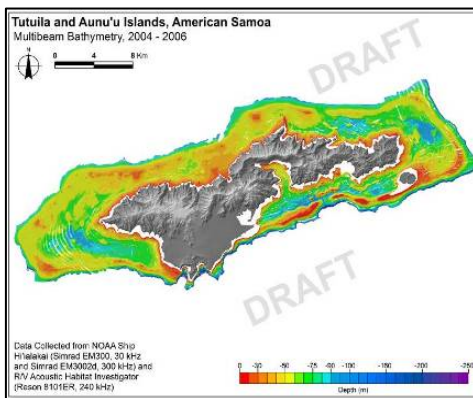 Tutuila and Aunu'u Islands, American Samoa
Multibeam Bathymetry, 2004 - 2006
N
0 4 8 Km
DRAFT
DRAFT
Data Collected from NOAA Ship
Hi'ialakai (Simrad EM300, 30 kHz
and Simrad EM3002d, 300 kHz) and
R/V Acoustic Habitat Investigator
(Reson 8101ER, 240 kHz)
0 -30 -50 -75 -100 -120 -150 -200 -250
Depth (m)